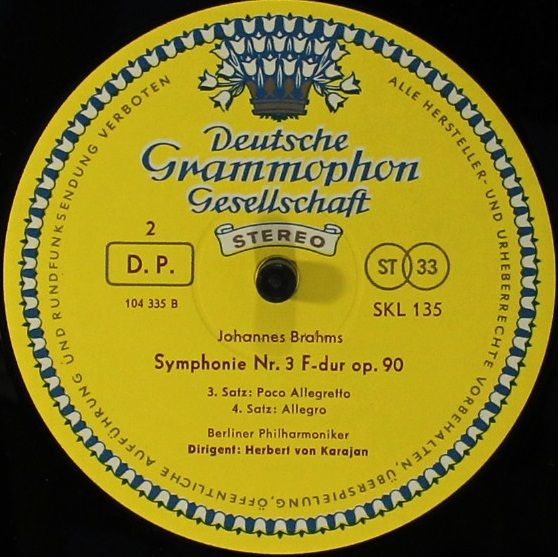 ALLE HERSTELLER- UND URHEBERRECHTE VORBEHALTEN, ÜBERSPIELUNG, ÖFFENTLICHE AUFFÜHRUNG UND RUNDFUNKSENDUNG VERBOTEN
Deutsche
Grammophon
Gesellschaft
STEREO
2
D. P.
ST 33
104 335 B
SKL 135
Johannes Brahms
Symphonie Nr. 3 F-dur op. 90
3. Satz: Poco Allegretto
4. Satz: Allegro
Berliner Philharmoniker
Dirigent: Herbert von Karajan